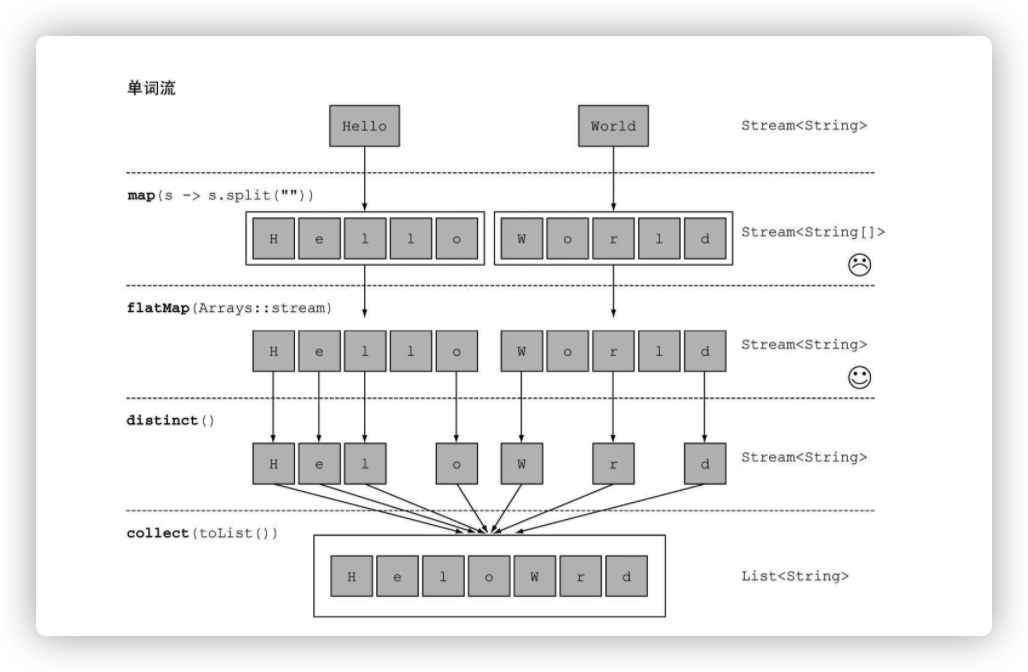 单词流
Hello World Stream<String>
map(s -> s.split(""))
H e l l o W o r l d Stream<String[]>
flatMap(Arrays::stream)
H e l l o W o r l d Stream<String>
distinct()
H e l o W r d Stream<String>
collect(toList())
H e l o W r d List<String>